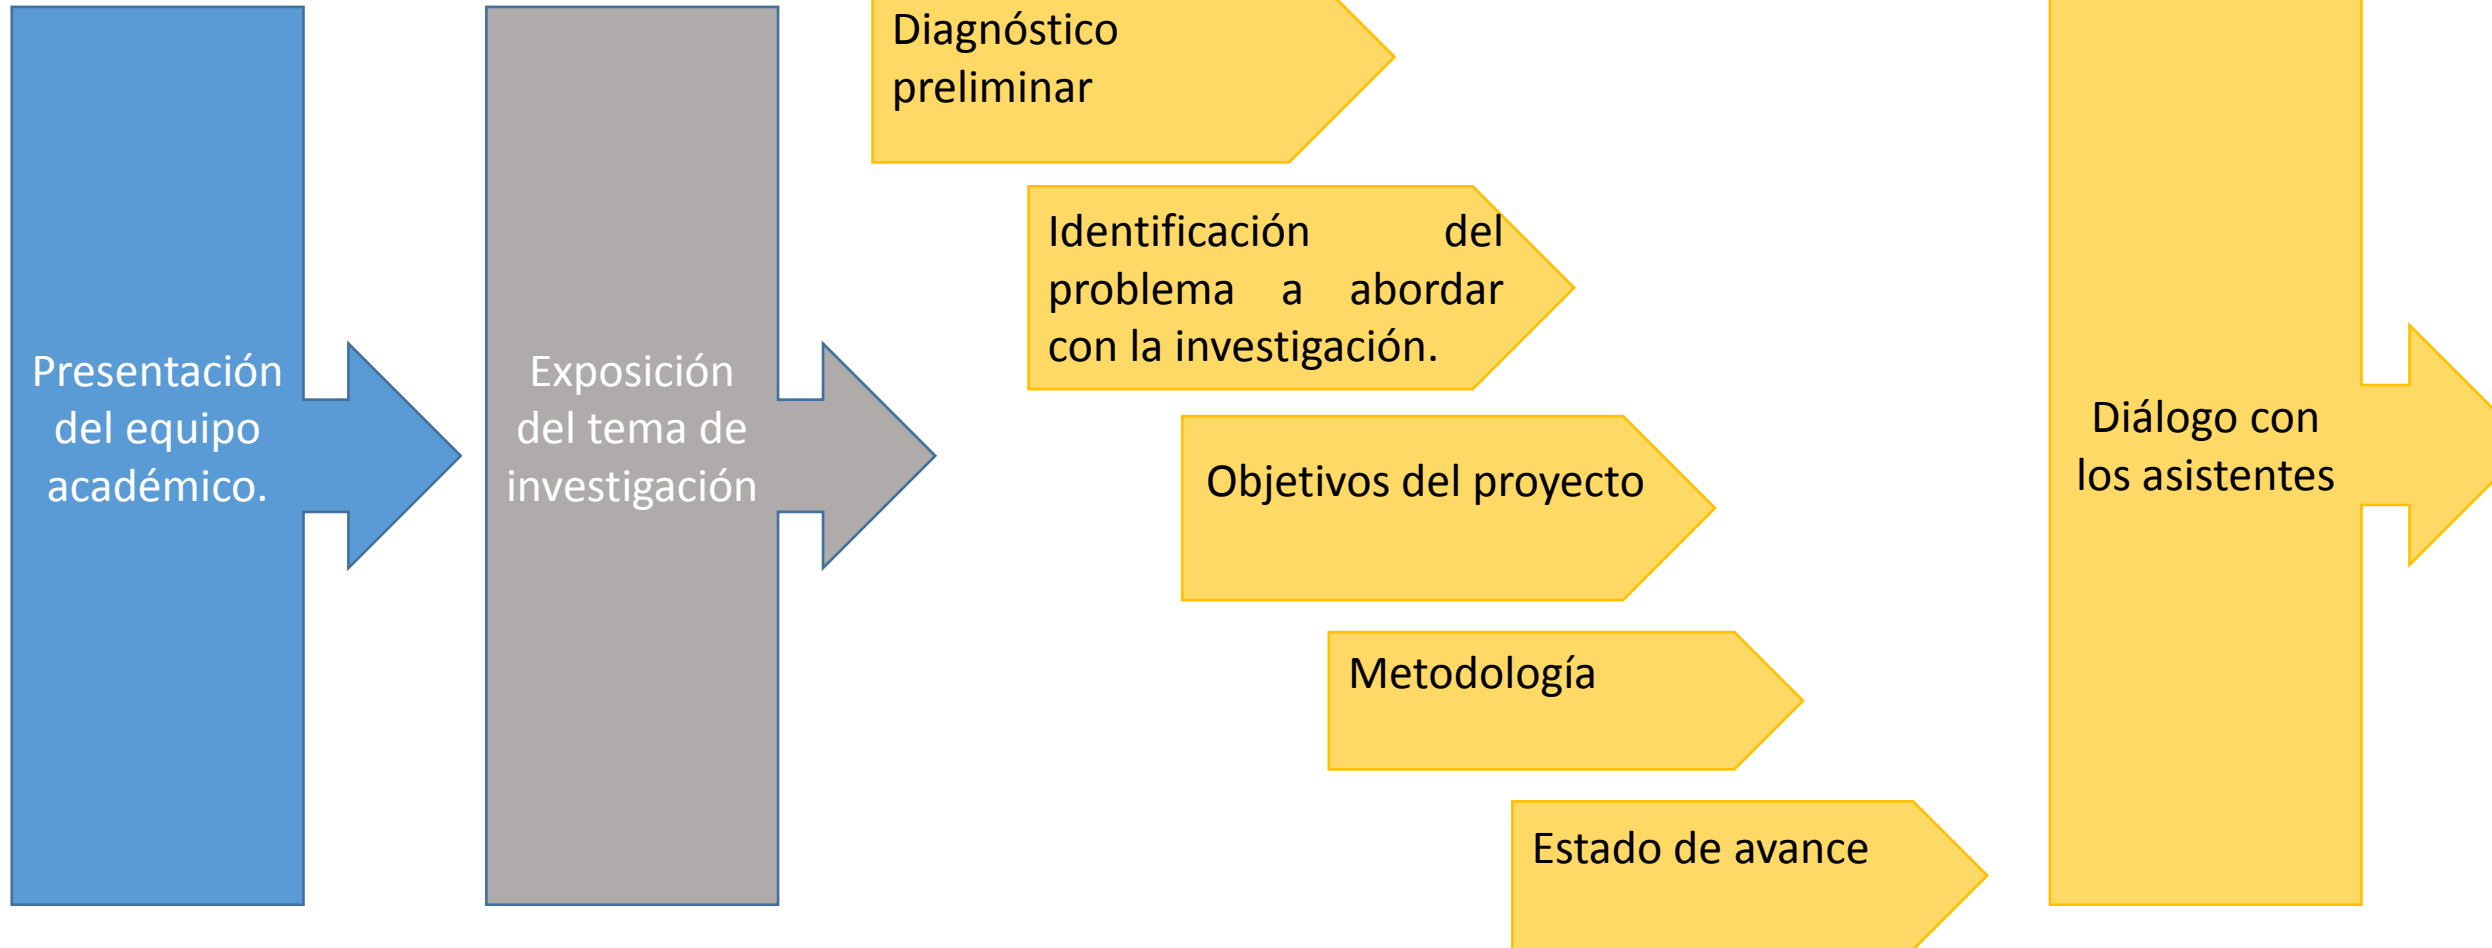 Presentación
del equipo
académico.
Exposición
del tema de
investigación
Diagnóstico
preliminar
Identificación del
problema a abordar
con la investigación.
Objetivos del proyecto
Metodología
Estado de avance
Diálogo con
los asistentes